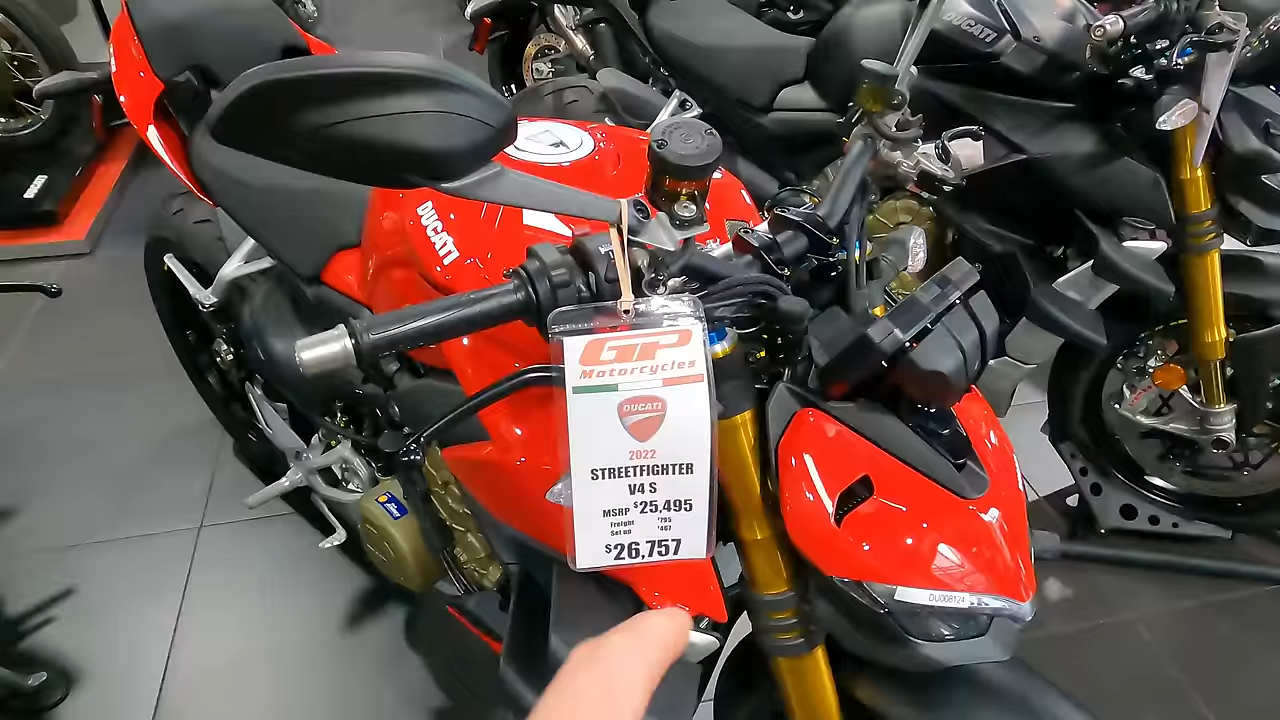 DUCATI
DUCATI
GP
Motorcycles
DUCATI
2022
STREETFIGHTER
V4 S
MSRP $25,495
Freight $795
Set up $467
$26,757
DU008124